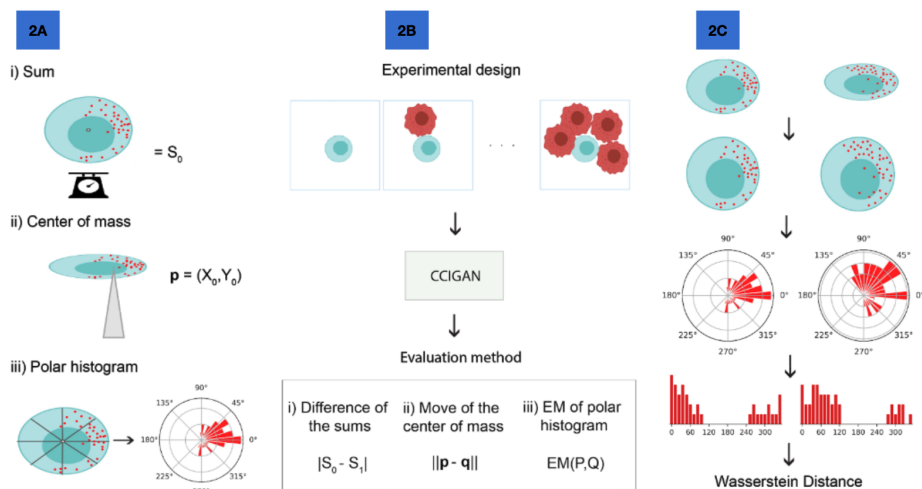 2A
i) Sum
= S₀
ii) Center of mass
p = (X₀,Y₀)
iii) Polar histogram
90°
135°
45°
180°
0°
225°
315°
270°
2B
Experimental design
. . .
CCIGAN
Evaluation method
i) Difference of
the sums
|S₀ - S₁|
ii) Move of the
center of mass
||p - q||
iii) EM of polar
histogram
EM(P,Q)
2C
90°
135°
45°
180°
0°
225°
315°
270°
90°
135°
45°
180°
0°
225°
315°
270°
0 60 120 180 240 300
0 60 120 180 240 300
Wasserstein Distance